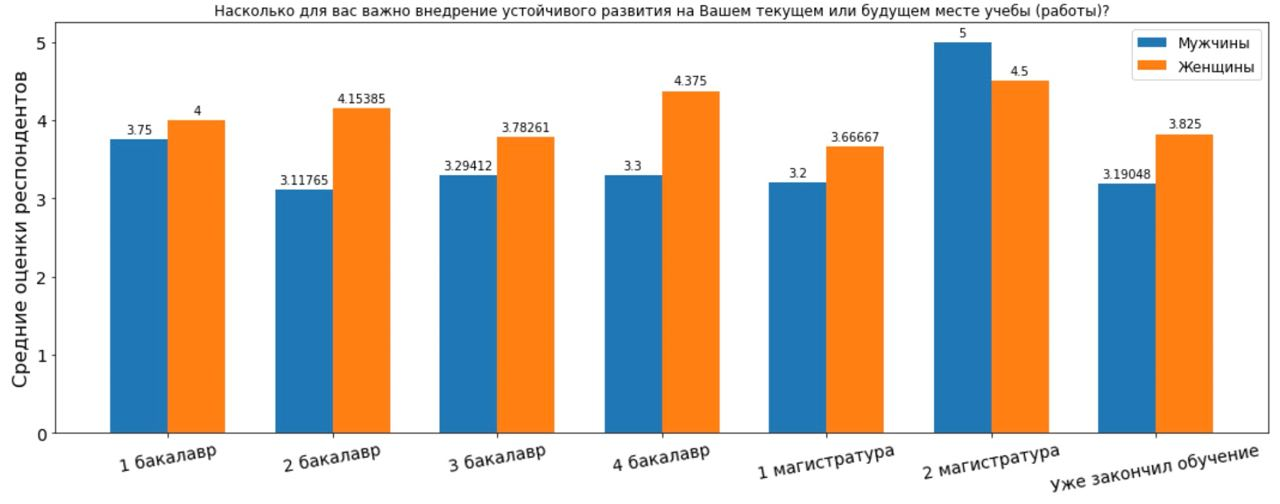 Насколько для вас важно внедрение устойчивого развития на Вашем текущем или будущем месте учебы (работы)?
Средние оценки респондентов
5
4
3
2
1
0
Мужчины
Женщины
3.75
4
3.11765
4.15385
3.29412
3.78261
3.3
4.375
3.2
3.66667
5
4.5
3.19048
3.825
1 бакалавр
2 бакалавр
3 бакалавр
4 бакалавр
1 магистратура
2 магистратура
Уже закончил обучение